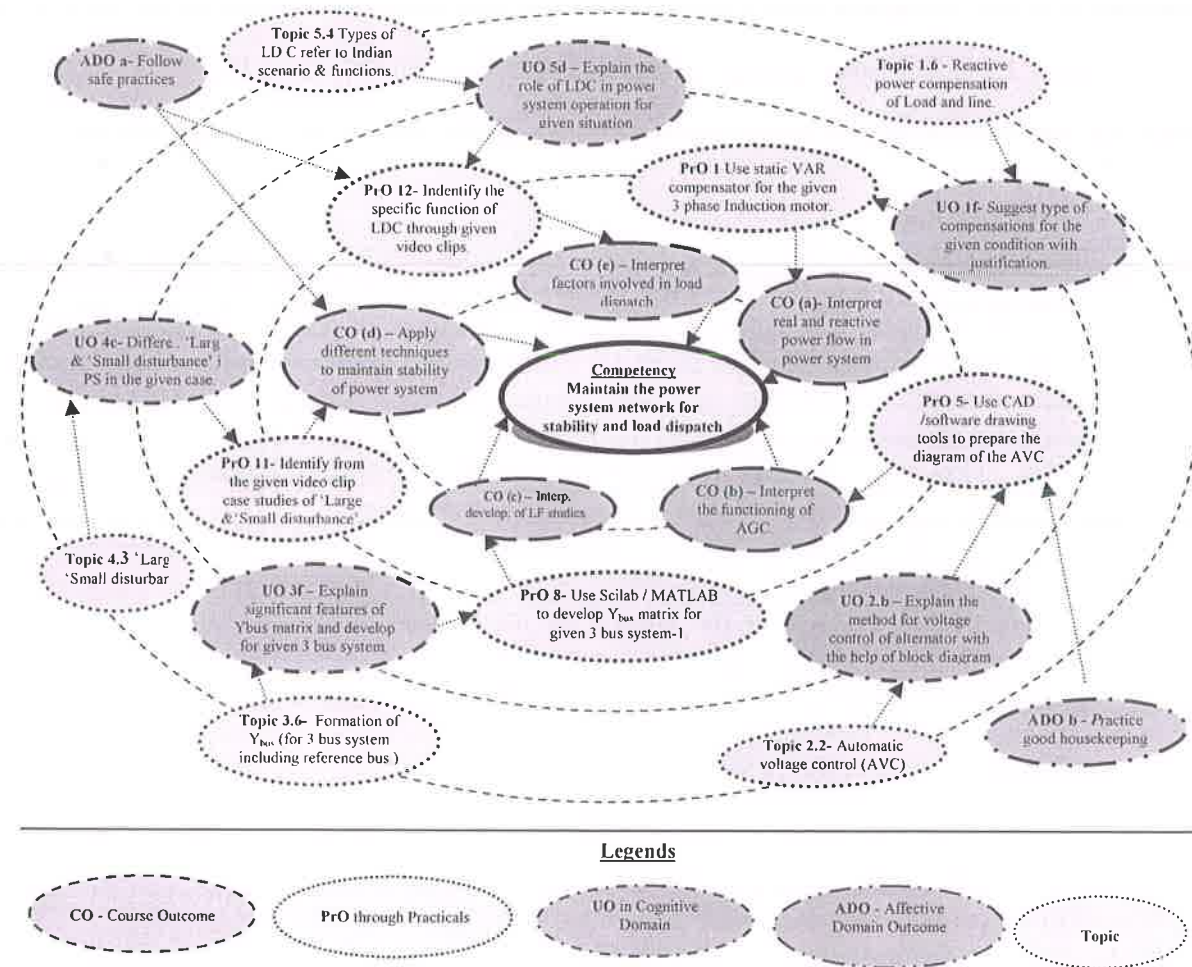 Topic 5.4 Types of
LD C refer to Indian
scenario & functions.
ADO a- Follow
safe practices
UO 5d – Explain the
role of LDC in power
system operation for
given situation
Topic 1.6 - Reactive
power compensation
of Load and line.
PrO 12- Indentify the
specific function of
LDC through given
video clips
PrO 1 Use static VAR
compensator for the given
3 phase Induction motor.
UO 1f- Suggest type of
compensations for the
given condition with
justification.
CO (e) – Interpret
factors involved in load
dispatch
CO (a)- Interpret
real and reactive
power flow in
power system
UO 4c- Differe.. 'Larg
& 'Small disturbance' i
PS in the given case.
CO (d) – Apply
different techniques
to maintain stability
of power system
Competency
Maintain the power
system network for
stability and load dispatch
PrO 5- Use CAD
/software drawing
tools to prepare the
diagram of the AVC
PrO 11- Identify from
the given video clip
case studies of 'Large
&'Small disturbance'
CO (c) – Interp.
develop. of LF studies
CO (b) – Interpret
the functioning of
AGC
Topic 4.3 'Larg
'Small disturbar
UO 3f – Explain
significant features of
Ybus matrix and develop
for given 3 bus system
PrO 8- Use Scilab / MATLAB
to develop Ybus matrix for
given 3 bus system-1
UO 2.b – Explain the
method for voltage
control of alternator with
the help of block diagram
Topic 3.6- Formation of
Ybus (for 3 bus system
including reference bus )
Topic 2.2- Automatic
voltage control (AVC)
ADO b - Practice
good housekeeping
Legends
CO - Course Outcome
PrO through Practicals
UO in Cognitive
Domain
ADO - Affective
Domain Outcome
Topic